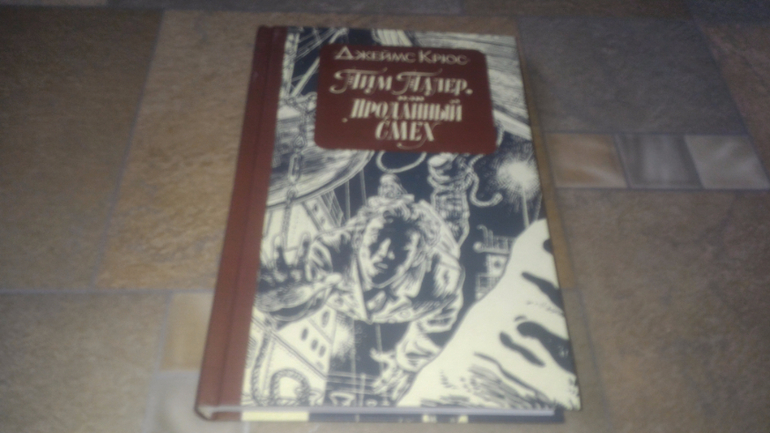 Джеймс Крюс
Тим Талер,
или
Проданный
Смех